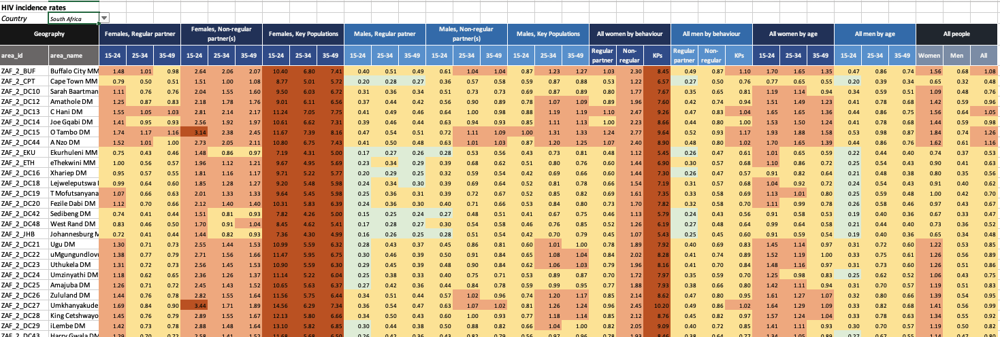 HIV incidence rates
Country South Africa
Geography Females, Regular partner Females, Non-regular partner(s) Females, Key Populations Males, Regular patner Males, Non-regular partner(s) Males, Key Populations All women by behaviour All men by behaviour All women by age All men by age All people
area_id area_name 15-24 25-34 35-49 15-24 25-34 35-49 15-24 25-34 35-49 15-24 25-34 35-49 15-24 25-34 35-49 15-24 25-34 35-49 Regular partner Non-regular KPs Regular partner Non-regular KPs 15-24 25-34 35-49 15-24 25-34 35-49 Women Men All
ZAF_2_BUF Buffalo City MM 1.48 1.01 0.98 2.64 2.06 2.07 10.40 6.80 7.41 0.40 0.51 0.49 0.61 1.04 1.04 0.87 1.23 1.27 1.03 2.30 8.45 0.49 0.87 1.10 1.70 1.65 1.35 0.47 0.86 0.74 1.56 0.68 1.08
ZAF_2_CPT Cape Town MM 0.79 0.50 0.51 1.51 1.00 1.08 8.77 5.01 5.72 0.20 0.28 0.27 0.36 0.57 0.56 0.59 0.87 0.88 0.53 1.22 6.57 0.27 0.50 0.76 0.77 0.65 0.55 0.20 0.39 0.34 0.65 0.32 0.48
ZAF_2_DC10 Sarah Baartman 1.11 0.76 0.76 2.04 1.55 1.60 9.50 6.03 6.72 0.31 0.36 0.34 0.51 0.73 0.73 0.73 0.89 0.89 0.80 1.77 7.67 0.35 0.65 0.81 1.19 1.14 0.94 0.34 0.59 0.51 1.09 0.48 0.76
ZAF_2_DC12 Amathole DM 1.25 0.87 0.83 2.18 1.78 1.76 9.01 6.11 6.56 0.37 0.44 0.42 0.56 0.90 0.89 0.78 1.07 1.09 0.89 1.96 7.60 0.42 0.74 0.94 1.51 1.49 1.23 0.41 0.78 0.68 1.42 0.59 0.96
ZAF_2_DC13 C Hani DM 1.55 1.05 1.03 2.81 2.14 2.17 11.24 7.05 7.75 0.41 0.49 0.46 0.64 1.00 0.98 0.88 1.19 1.19 1.10 2.47 9.26 0.47 0.83 1.04 1.65 1.65 1.36 0.44 0.86 0.75 1.56 0.64 1.05
ZAF_2_DC14 Joe Gqabi DM 1.41 0.95 0.93 2.56 1.92 1.97 10.61 6.62 7.31 0.39 0.46 0.44 0.63 0.94 0.93 0.85 1.11 1.13 1.00 2.23 8.66 0.44 0.80 1.00 1.53 1.50 1.24 0.41 0.78 0.68 1.44 0.59 0.98
ZAF_2_DC15 O Tambo DM 1.74 1.17 1.16 3.14 2.38 2.45 11.67 7.39 8.16 0.47 0.54 0.51 0.72 1.11 1.09 1.00 1.31 1.33 1.24 2.77 9.64 0.52 0.93 1.17 1.93 1.88 1.58 0.53 0.98 0.87 1.84 0.74 1.26
ZAF_2_DC44 A Nzo DM 1.52 1.01 1.00 2.73 2.05 2.11 10.80 6.75 7.43 0.41 0.50 0.48 0.63 1.01 1.03 0.87 1.20 1.25 1.07 2.40 8.90 0.48 0.80 1.02 1.70 1.65 1.39 0.44 0.86 0.76 1.62 0.61 1.16
ZAF_2_EKU Ekurhuleni MM 0.75 0.43 0.46 1.48 0.86 0.97 7.19 4.31 5.00 0.17 0.27 0.26 0.28 0.53 0.56 0.43 0.73 0.81 0.48 1.12 5.45 0.26 0.47 0.61 1.01 0.65 0.59 0.22 0.44 0.40 0.74 0.37 0.53
ZAF_2_ETH eThekwini MM 1.00 0.56 0.57 1.96 1.12 1.21 9.67 4.95 5.69 0.23 0.34 0.29 0.39 0.68 0.62 0.51 0.80 0.76 0.60 1.44 6.90 0.30 0.57 0.68 1.10 0.86 0.72 0.25 0.54 0.43 0.90 0.41 0.63
ZAF_2_DC16 Xhariep DM 0.95 0.57 0.55 1.81 1.16 1.17 9.71 5.22 5.77 0.20 0.29 0.25 0.32 0.59 0.54 0.42 0.69 0.66 0.60 1.44 7.30 0.26 0.47 0.57 0.91 0.82 0.64 0.21 0.48 0.38 0.80 0.35 0.56
ZAF_2_DC18 Lejweleputswa 0.99 0.64 0.60 1.85 1.28 1.27 9.20 5.48 5.98 0.24 0.34 0.30 0.39 0.69 0.64 0.52 0.81 0.78 0.66 1.54 7.19 0.31 0.57 0.68 1.04 0.92 0.72 0.24 0.54 0.43 0.91 0.40 0.62
ZAF_2_DC19 T Mofutsanyana 1.07 0.66 0.63 2.01 1.33 1.33 9.64 5.45 5.98 0.25 0.36 0.31 0.39 0.72 0.67 0.52 0.85 0.82 0.69 1.61 7.35 0.33 0.58 0.71 1.13 1.01 0.80 0.25 0.59 0.48 1.00 0.42 0.70
ZAF_2_DC20 Fezile Dabi DM 1.12 0.70 0.66 2.12 1.40 1.40 10.31 5.83 6.39 0.24 0.36 0.30 0.40 0.71 0.66 0.53 0.84 0.80 0.73 1.70 7.82 0.32 0.58 0.70 1.11 0.99 0.78 0.25 0.58 0.46 0.97 0.43 0.67
ZAF_2_DC42 Sedibeng DM 0.74 0.41 0.44 1.51 0.81 0.93 7.82 4.26 5.00 0.15 0.25 0.24 0.27 0.49 0.51 0.41 0.67 0.75 0.46 1.13 5.79 0.24 0.43 0.56 0.91 0.58 0.53 0.19 0.40 0.36 0.67 0.33 0.48
ZAF_2_DC48 West Rand DM 0.83 0.46 0.50 1.70 0.91 1.04 8.45 4.62 5.41 0.17 0.28 0.27 0.30 0.54 0.58 0.46 0.76 0.85 0.52 1.26 6.19 0.27 0.48 0.65 0.99 0.64 0.58 0.21 0.44 0.40 0.73 0.36 0.52
ZAF_2_JHB Johannesburg M 0.72 0.41 0.44 1.44 0.82 0.93 7.36 4.30 4.99 0.16 0.26 0.25 0.28 0.51 0.54 0.42 0.70 0.79 0.45 1.07 5.43 0.25 0.45 0.60 0.91 0.59 0.54 0.19 0.40 0.36 0.65 0.34 0.48
ZAF_2_DC21 Ugu DM 1.30 0.71 0.73 2.55 1.44 1.53 10.99 5.59 6.32 0.28 0.43 0.37 0.45 0.86 0.81 0.60 1.01 1.00 0.78 1.89 7.92 0.40 0.69 0.83 1.45 1.14 0.97 0.31 0.72 0.60 1.22 0.53 0.85
ZAF_2_DC22 uMgungundlov 1.38 0.77 0.79 2.71 1.56 1.66 11.47 5.95 6.75 0.30 0.46 0.39 0.50 0.91 0.84 0.65 1.08 1.04 0.84 2.02 8.28 0.41 0.74 0.89 1.52 1.19 1.00 0.33 0.75 0.61 1.26 0.56 0.89
ZAF_2_DC23 Uthukela DM 1.31 0.72 0.73 2.56 1.45 1.53 10.90 5.59 6.30 0.29 0.45 0.39 0.48 0.90 0.84 0.62 1.06 1.03 0.79 1.96 8.16 0.41 0.70 0.84 1.48 1.16 0.97 0.31 0.73 0.60 1.26 0.51 0.86
ZAF_2_DC24 Umzinyathi DM 1.18 0.62 0.65 2.36 1.26 1.37 11.14 5.22 6.04 0.25 0.38 0.33 0.40 0.75 0.71 0.53 0.89 0.87 0.70 1.72 7.97 0.35 0.59 0.70 1.25 0.98 0.83 0.25 0.62 0.52 1.06 0.43 0.75
ZAF_2_DC25 Amajuba DM 1.26 0.71 0.72 2.45 1.43 1.52 10.65 5.63 6.37 0.27 0.42 0.36 0.44 0.84 0.78 0.59 0.99 0.95 0.77 1.88 7.93 0.38 0.66 0.80 1.42 1.11 0.94 0.31 0.70 0.57 1.19 0.51 0.83
ZAF_2_DC26 Zululand DM 1.44 0.76 0.78 2.82 1.55 1.64 11.56 5.75 6.44 0.34 0.51 0.44 0.57 1.02 0.96 0.74 1.20 1.17 0.85 2.14 8.62 0.47 0.80 0.95 1.61 1.27 1.07 0.32 0.80 0.66 1.39 0.54 0.95
ZAF_2_DC27 Umkhanyakude 1.69 0.84 0.90 3.44 1.71 1.89 14.56 6.29 7.34 0.36 0.54 0.47 0.63 1.07 1.02 0.81 1.26 1.24 0.96 2.45 10.20 0.49 0.86 1.02 1.64 1.29 1.09 0.33 0.82 0.68 1.41 0.56 0.99
ZAF_2_DC28 King Cetshwayo 1.45 0.76 0.79 2.89 1.55 1.67 12.13 5.80 6.66 0.34 0.50 0.43 0.60 1.00 0.93 0.77 1.18 1.14 0.85 2.12 8.76 0.45 0.82 0.97 1.57 1.24 1.04 0.33 0.78 0.63 1.34 0.55 0.92
ZAF_2_DC29 iLembe DM 1.42 0.73 0.78 2.88 1.48 1.64 13.10 5.82 6.85 0.30 0.44 0.38 0.50 0.88 0.82 0.66 1.04 1.00 0.82 2.05 9.09 0.40 0.72 0.85 1.41 1.11 0.93 0.30 0.70 0.57 1.19 0.50 0.82
ZAF_2_DC43 Harry Gwala DM